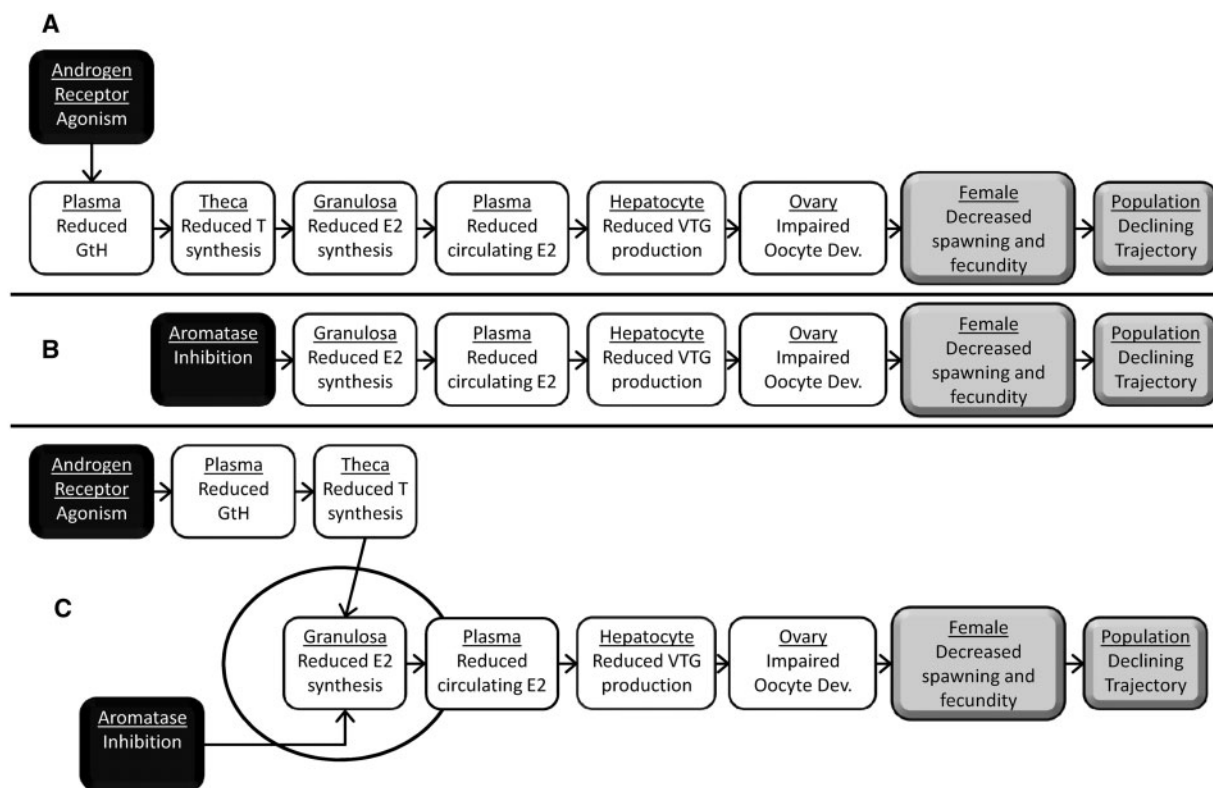 A
Androgen
Receptor
Agonism
Plasma
Reduced
GtH
Theca
Reduced T
synthesis
Granulosa
Reduced E2
synthesis
Plasma
Reduced
circulating E2
Hepatocyte
Reduced VTG
production
Ovary
Impaired
Oocyte Dev.
Female
Decreased
spawning and
fecundity
Population
Declining
Trajectory
B
Aromatase
Inhibition
Granulosa
Reduced E2
synthesis
Plasma
Reduced
circulating E2
Hepatocyte
Reduced VTG
production
Ovary
Impaired
Oocyte Dev.
Female
Decreased
spawning and
fecundity
Population
Declining
Trajectory
C
Androgen
Receptor
Agonism
Plasma
Reduced
GtH
Theca
Reduced T
synthesis
Granulosa
Reduced E2
synthesis
Plasma
Reduced
circulating E2
Hepatocyte
Reduced VTG
production
Ovary
Impaired
Oocyte Dev.
Female
Decreased
spawning and
fecundity
Population
Declining
Trajectory
Aromatase
Inhibition